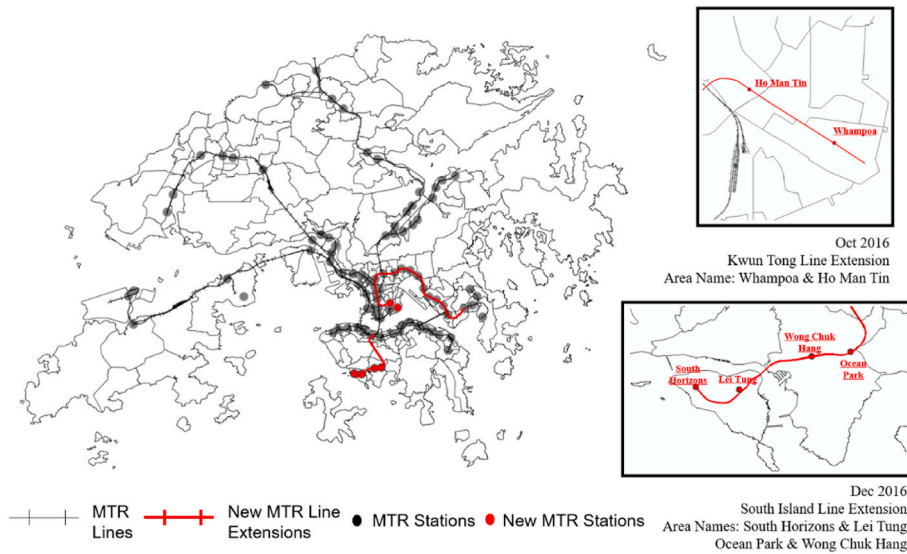 Ho Man Tin
Whampoa
Oct 2016
Kwun Tong Line Extension
Area Name: Whampoa & Ho Man Tin
Wong Chuk
Hang
South
Horizons
Lei Tung
Ocean
Park
Dec 2016
South Island Line Extension
Area Names: South Horizons & Lei Tung
Ocean Park & Wong Chuk Hang
MTR
Lines
New MTR Line
Extensions
MTR Stations
New MTR Stations